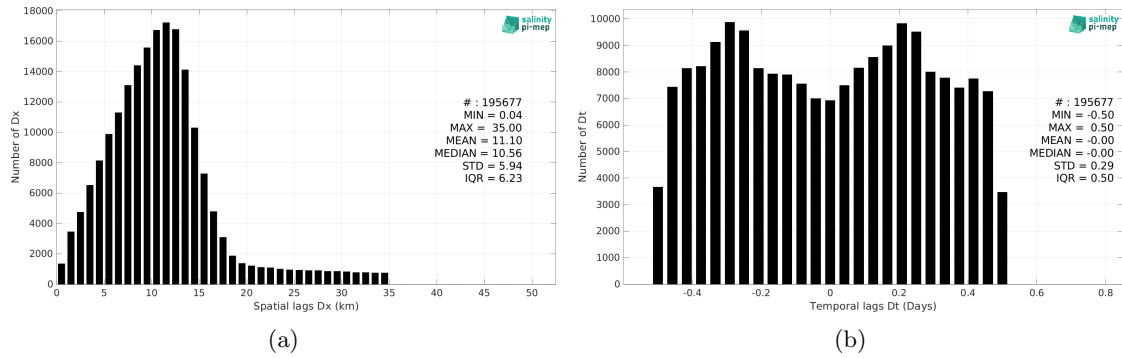 18000
16000
14000
12000
10000
8000
6000
4000
2000
0
Number of Dx
salinity
pi-mep
# : 195677
MIN = 0.04
MAX = 35.00
MEAN = 11.10
MEDIAN = 10.56
STD = 5.94
IQR = 6.23
0 5 10 15 20 25 30 35 40 45 50
Spatial lags Dx (km)
(a)
10000
9000
8000
7000
6000
5000
4000
3000
2000
1000
0
Number of Dt
salinity
pi-mep
# : 195677
MIN = -0.50
MAX = 0.50
MEAN = -0.00
MEDIAN = -0.00
STD = 0.29
IQR = 0.50
-0.4 -0.2 0 0.2 0.4 0.6 0.8
Temporal lags Dt (Days)
(b)